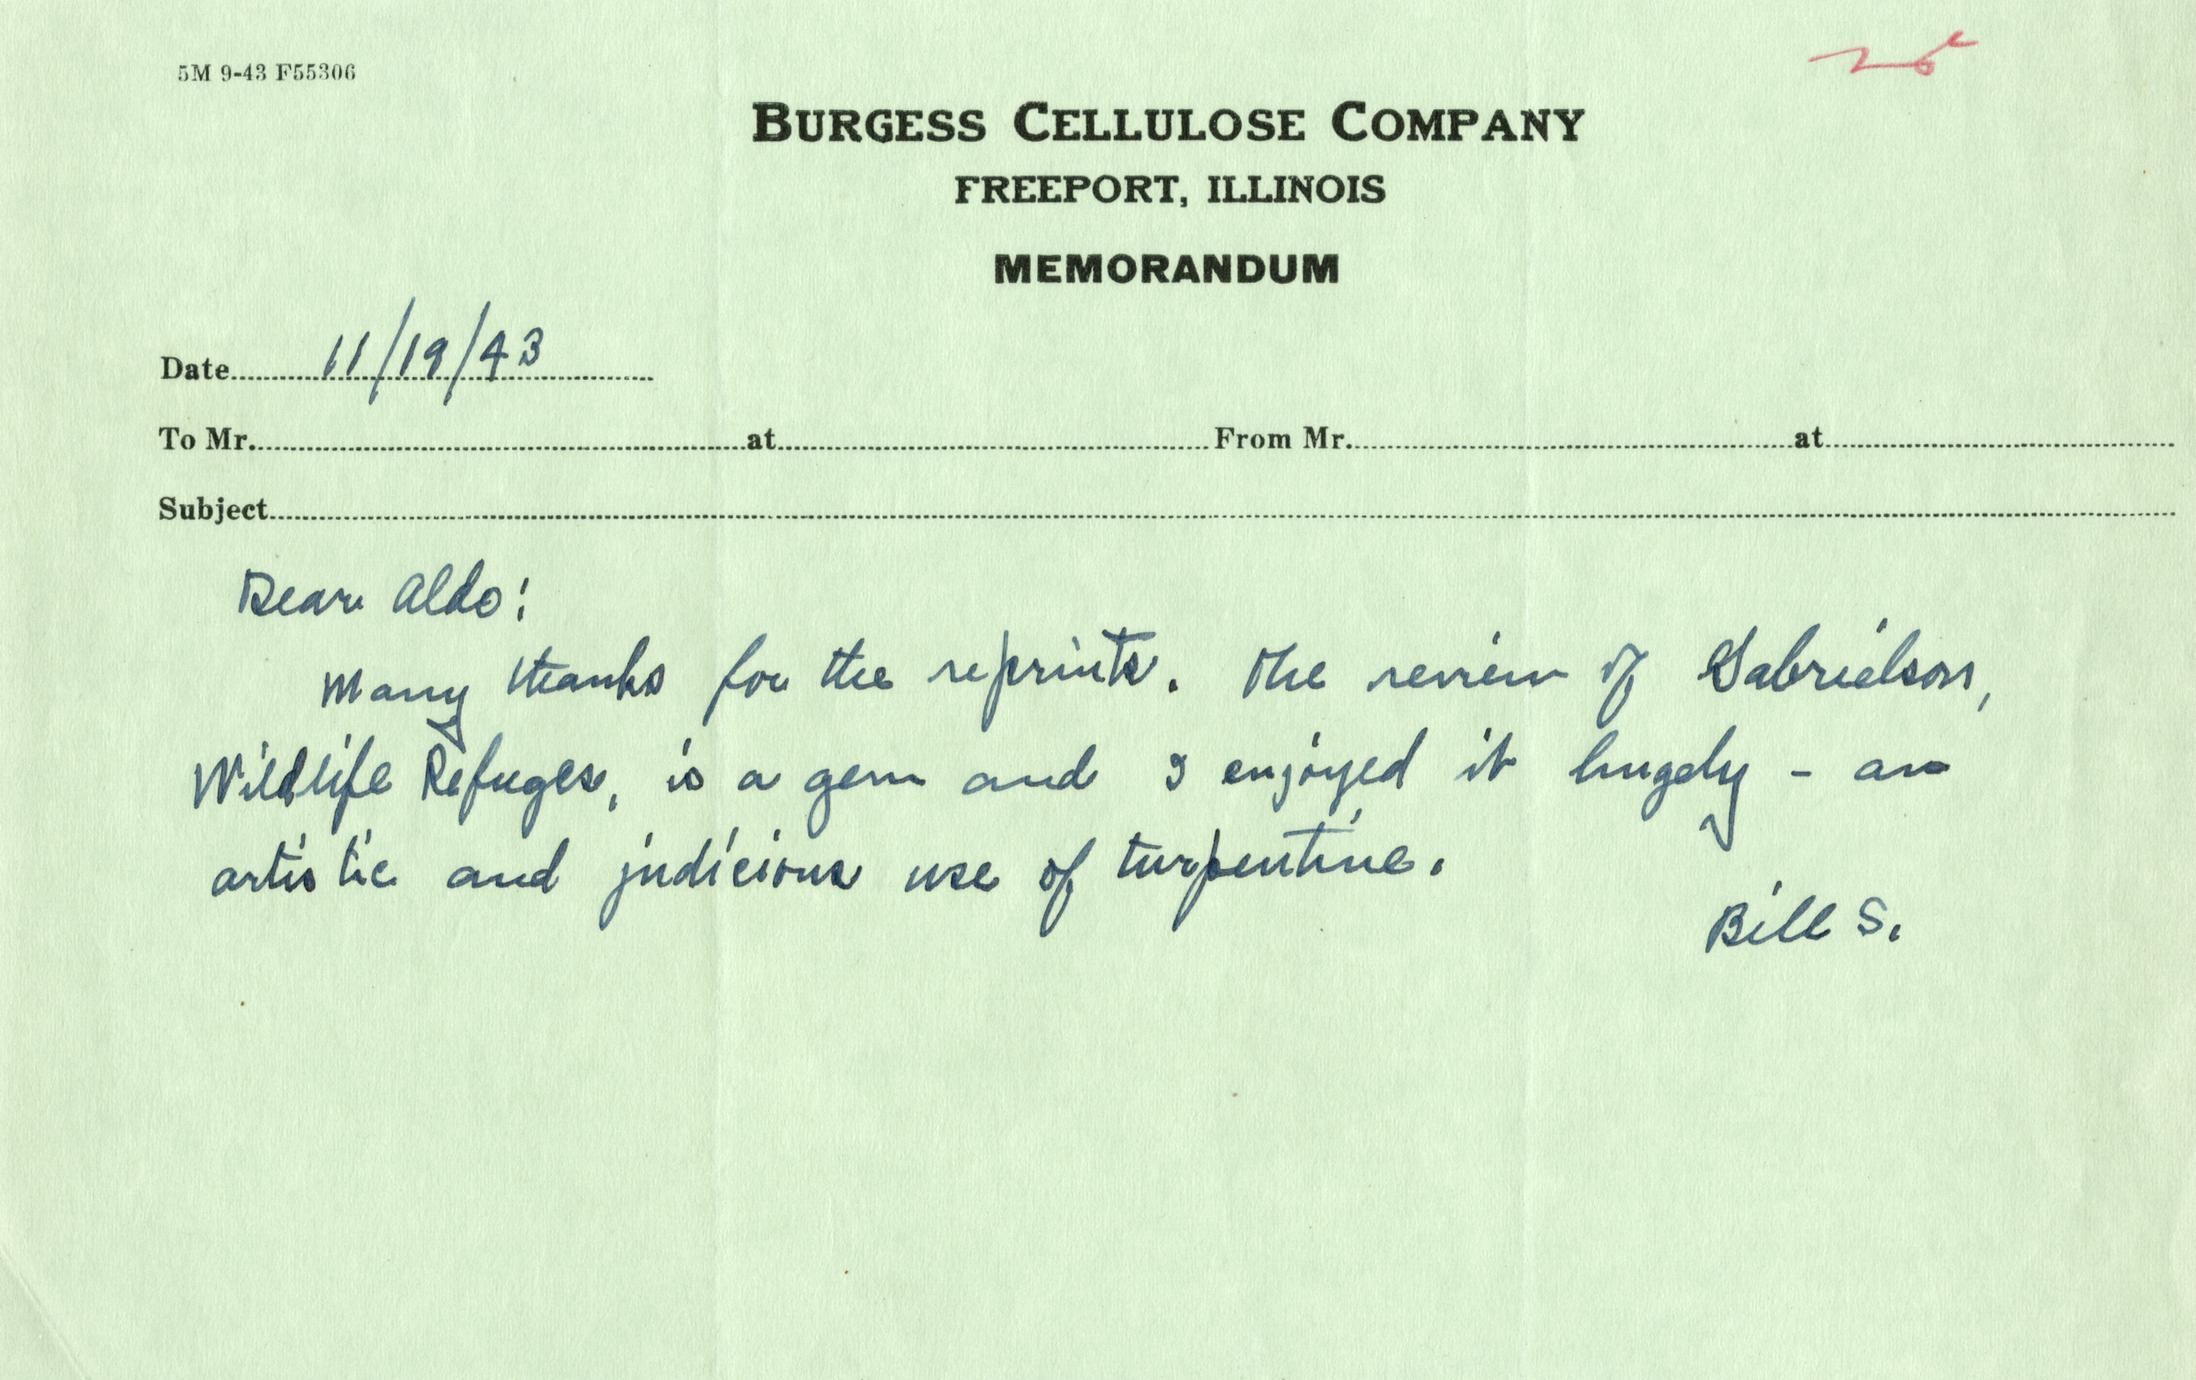 5M 9-43 F55306
BURGESS CELLULOSE COMPANY
FREEPORT, ILLINOIS
MEMORANDUM
Date 11/19/43
To Mr. at From Mr. at
Subject
Dear Aldo:
Many thanks for the reprints. The review of Gabrielson,
Wildlife Refuges, is a gem and I enjoyed it hugely - an
artistic and judicious use of turpentine.
Bill S.